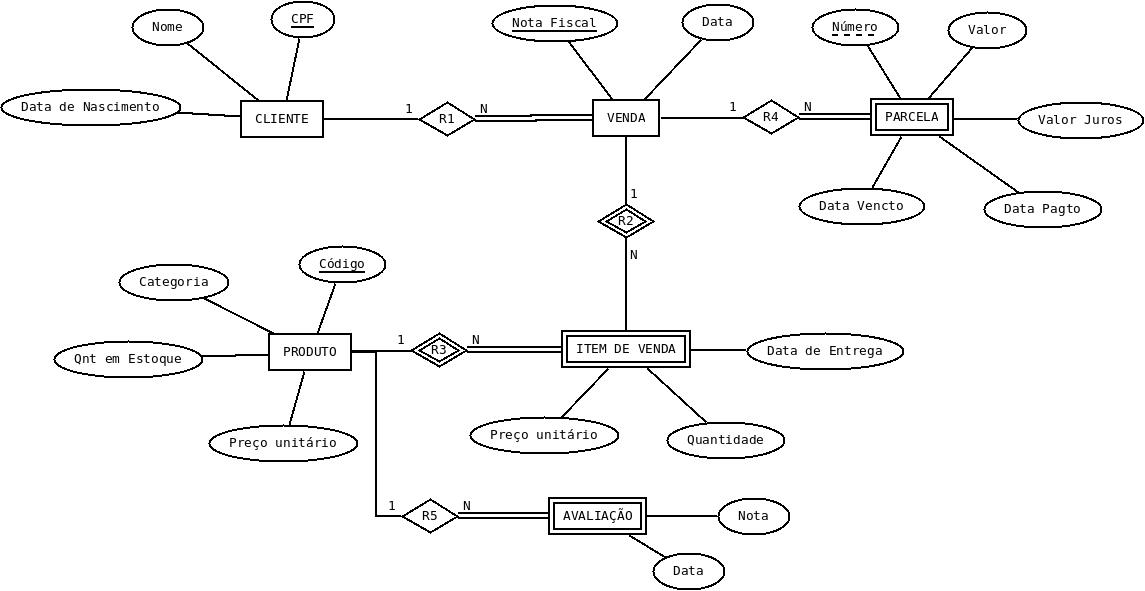 CPF
Nome
Nota Fiscal
Data
Número
Valor
Data de Nascimento
CLIENTE
1
R1
N
VENDA
1
R4
N
PARCELA
Valor Juros
1
Data Vencto
Data Pagto
R2
N
Código
Categoria
PRODUTO
Qnt em Estoque
1
R3
N
ITEM DE VENDA
Data de Entrega
Preço unitário
Preço unitário
Quantidade
1
R5
N
AVALIAÇÃO
Nota
Data